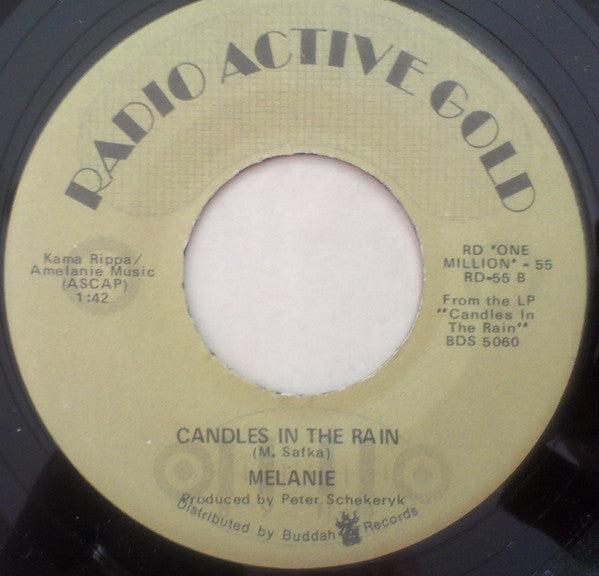 RADIO ACTIVE GOLD
Kama Rippa/
Amelanie Music
(ASCAP)
1:42
RD "ONE
MILLION" - 55
RD-55 B
From the LP
"Candles In
The Rain"
BDS 5060
CANDLES IN THE RAIN
(M. Safka)
MELANIE
Produced by Peter Schekeryk
Distributed by Buddah Records